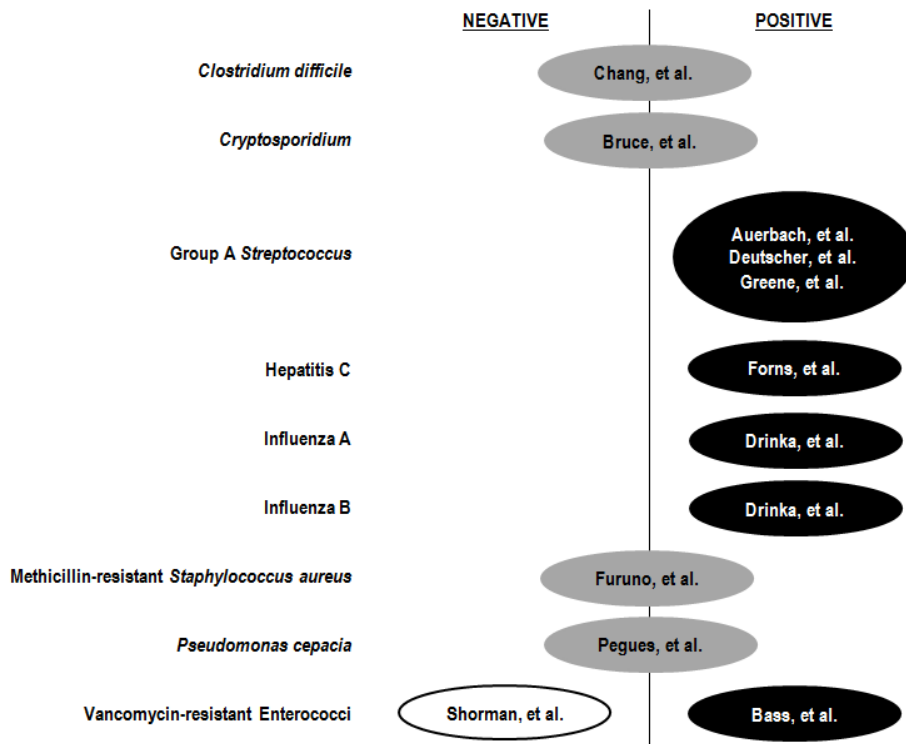 NEGATIVE POSITIVE
Clostridium difficile Chang, et al.
Cryptosporidium Bruce, et al.
Auerbach, et al.
Group A Streptococcus Deutscher, et al.
Greene, et al.
Hepatitis C Forns, et al.
Influenza A Drinka, et al.
Influenza B Drinka, et al.
Methicillin-resistant Staphylococcus aureus Furuno, et al.
Pseudomonas cepacia Pegues, et al.
Vancomycin-resistant Enterococci Shorman, et al. Bass, et al.